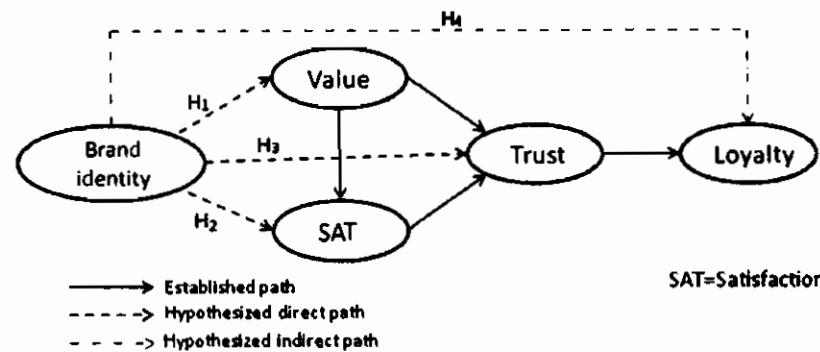 H4
Value
H1
Brand
identity
H3
Trust
Loyalty
H2
SAT
SAT=Satisfaction
Established path
Hypothesized direct path
Hypothesized indirect path